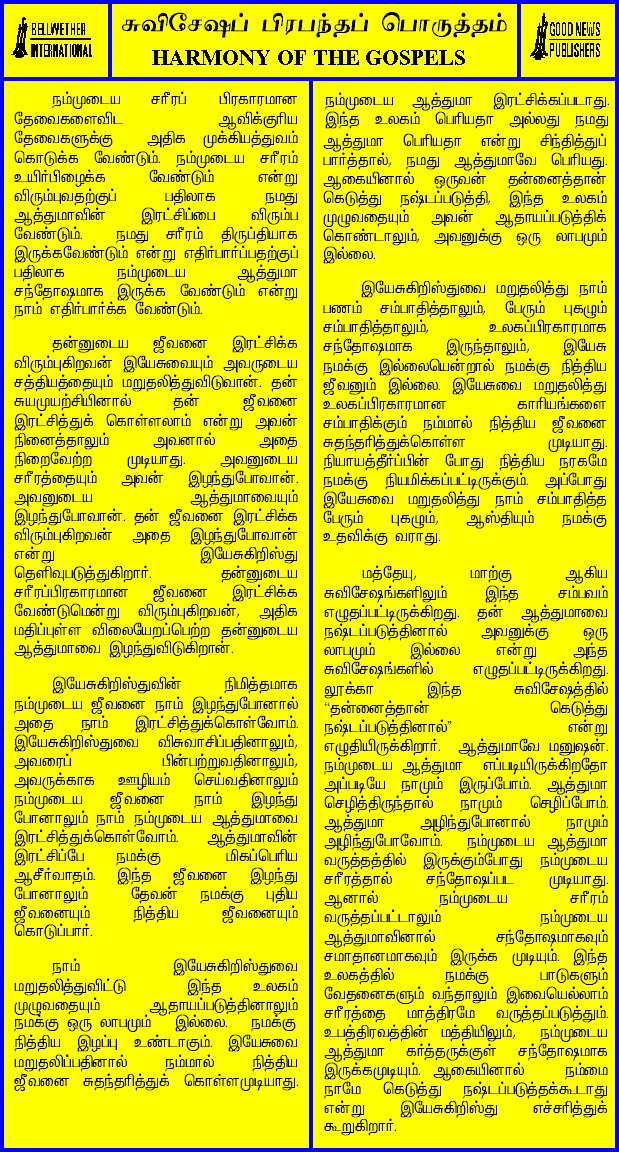 BELLWETHER
INTERNATIONAL
சுவிசேஷப் பிரபந்தப் பொருத்தம்
HARMONY OF THE GOSPELS
GOOD NEWS
PUBLISHERS
நம்முடைய சரீரப் பிரகாரமான
தேவைகளைவிட ஆவிக்குரிய
தேவைகளுக்கு அதிக முக்கியத்துவம்
கொடுக்க வேண்டும். நம்முடைய சரீரம்
உயிர்பிழைக்க வேண்டும் என்று
விரும்புவதற்குப் பதிலாக நமது
ஆத்துமாவின் இரட்சிப்பை விரும்ப
வேண்டும். நமது சரீரம் திருப்தியாக
இருக்கவேண்டும் என்று எதிர்பார்ப்பதற்குப்
பதிலாக நம்முடைய ஆத்துமா
சந்தோஷமாக இருக்க வேண்டும் என்று
நாம் எதிர்பார்க்க வேண்டும்.
தன்னுடைய ஜீவனை இரட்சிக்க
விரும்புகிறவன் இயேசுவையும் அவருடைய
சத்தியத்தையும் மறுதலித்துவிடுவான். தன்
சுயமுயற்சியினால் தன் ஜீவனை
இரட்சித்துக் கொள்ளலாம் என்று அவன்
நினைத்தாலும் அவனால் அதை
நிறைவேற்ற முடியாது. அவனுடைய
சரீரத்தையும் அவன் இழந்துபோவான்.
அவனுடைய ஆத்துமாவையும்
இழந்துபோவான். தன் ஜீவனை இரட்சிக்க
விரும்புகிறவன் அதை இழந்துபோவான்
என்று இயேசுகிறிஸ்து
தெளிவுபடுத்துகிறார். தன்னுடைய
சரீரப்பிரகாரமான ஜீவனை இரட்சிக்க
வேண்டுமென்று விரும்புகிறவன், அதிக
மதிப்புள்ள விலையேறப்பெற்ற தன்னுடைய
ஆத்துமாவை இழந்துவிடுகிறான்.
இயேசுகிறிஸ்துவின் நிமித்தமாக
நம்முடைய ஜீவனை நாம் இழந்துபோனால்
அதை நாம் இரட்சித்துக்கொள்வோம்.
இயேசுகிறிஸ்துவை விசுவாசிப்பதினாலும்,
அவரைப் பின்பற்றுவதினாலும்,
அவருக்காக ஊழியம் செய்வதினாலும்
நம்முடைய ஜீவனை நாம் இழந்து
போனாலும் நாம் நம்முடைய ஆத்துமாவை
இரட்சித்துக்கொள்வோம். ஆத்துமாவின்
இரட்சிப்பே நமக்கு மிகப்பெரிய
ஆசீர்வாதம். இந்த ஜீவனை இழந்து
போனாலும் தேவன் நமக்கு புதிய
ஜீவனையும் நித்திய ஜீவனையும்
கொடுப்பார்.
நாம் இயேசுகிறிஸ்துவை
மறுதலித்துவிட்டு இந்த உலகம்
முழுவதையும் ஆதாயப்படுத்தினாலும்
நமக்கு ஒரு லாபமும் இல்லை. நமக்கு
நித்திய இழப்பு உண்டாகும். இயேசுவை
மறுதலிப்பதினால் நம்மால் நித்திய
ஜீவனை சுதந்தரித்துக் கொள்ளமுடியாது.
நம்முடைய ஆத்துமா இரட்சிக்கப்படாது.
இந்த உலகம் பெரியதா அல்லது நமது
ஆத்துமா பெரியதா என்று சிந்தித்துப்
பார்த்தால், நமது ஆத்துமாவே பெரியது.
ஆகையினால் ஒருவன் தன்னைத்தான்
கெடுத்து நஷ்டப்படுத்தி, இந்த உலகம்
முழுவதையும் அவன் ஆதாயப்படுத்திக்
கொண்டாலும், அவனுக்கு ஒரு லாபமும்
இல்லை.
இயேசுகிறிஸ்துவை மறுதலித்து நாம்
பணம் சம்பாதித்தாலும், பேரும் புகழும்
சம்பாதித்தாலும், உலகப்பிரகாரமாக
சந்தோஷமாக இருந்தாலும், இயேசு
நமக்கு இல்லையென்றால் நமக்கு நித்திய
ஜீவனும் இல்லை. இயேசுவை மறுதலித்து
உலகப்பிரகாரமான காரியங்களை
சம்பாதிக்கும் நம்மால் நித்திய ஜீவனை
சுதந்தரித்துக்கொள்ள முடியாது.
நியாயத்தீர்ப்பின் போது நித்திய நரகமே
நமக்கு நியமிக்கப்பட்டிருக்கும். அப்போது
இயேசுவை மறுதலித்து நாம் சம்பாதித்த
பேரும் புகழும், ஆஸ்தியும் நமக்கு
உதவிக்கு வராது.
மத்தேயு, மாற்கு ஆகிய
சுவிசேஷங்களிலும் இந்த சம்பவம்
எழுதப்பட்டிருக்கிறது. தன் ஆத்துமாவை
நஷ்டப்படுத்தினால் அவனுக்கு ஒரு
லாபமும் இல்லை என்று அந்த
சுவிசேஷங்களில் எழுதப்பட்டிருக்கிறது.
லூக்கா இந்த சுவிசேஷத்தில்
“தன்னைத்தான் கெடுத்து
நஷ்டப்படுத்தினால்” என்று
எழுதியிருக்கிறார். ஆத்துமாவே மனுஷன்.
நம்முடைய ஆத்துமா எப்படியிருக்கிறதோ
அப்படியே நாமும் இருப்போம். ஆத்துமா
செழித்திருந்தால் நாமும் செழிப்போம்.
ஆத்துமா அழிந்துபோனால் நாமும்
அழிந்துபோவோம். நம்முடைய ஆத்துமா
வருத்தத்தில் இருக்கும்போது நம்முடைய
சரீரத்தால் சந்தோஷப்பட முடியாது.
ஆனால் நம்முடைய சரீரம்
வருத்தப்பட்டாலும் நம்முடைய
ஆத்துமாவினால் சந்தோஷமாகவும்
சமாதானமாகவும் இருக்க முடியும். இந்த
உலகத்தில் நமக்கு பாடுகளும்
வேதனைகளும் வந்தாலும் இவையெல்லாம்
சரீரத்தை மாத்திரமே வருத்தப்படுத்தும்.
உபத்திரவத்தின் மத்தியிலும், நம்முடைய
ஆத்துமா கர்த்தருக்குள் சந்தோஷமாக
இருக்கமுடியும். ஆகையினால் நம்மை
நாமே கெடுத்து நஷ்டப்படுத்தக்கூடாது
என்று இயேசுகிறிஸ்து எச்சரித்துக்
கூறுகிறார்.